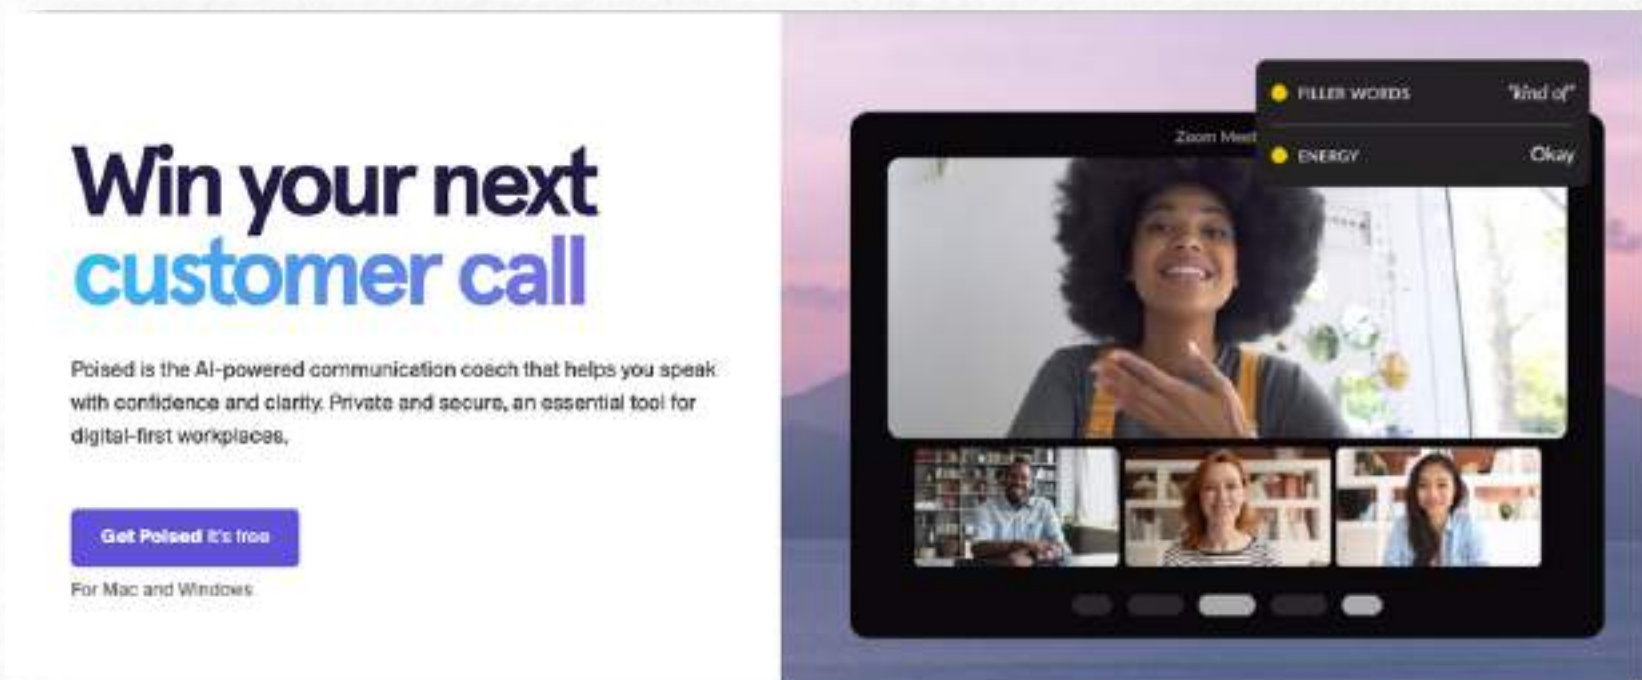 Win your next
customer call
Poised is the AI-powered communication coach that helps you speak
with confidence and clarity. Private and secure, an essential tool for
digital-first workplaces.
Get Poised It's free
For Mac and Windows
Zoom Meet
FILLER WORDS "kind of"
ENERGY Okay